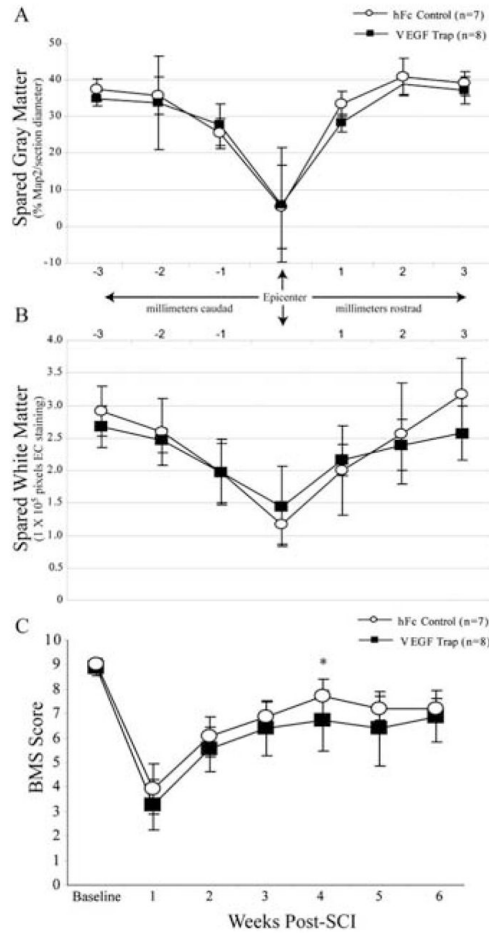 A
hFc Control (n=7)
VEGF Trap (n=8)
Spared Gray Matter
(% Map2/section diameter)
50
40
30
20
10
0
-10
-3 -2 -1 1 2 3
Epicenter
millimeters caudad millimeters rostrad
B
-3 -2 -1 1 2 3
Spared White Matter
(1 X 10⁵ pixels EC staining)
4.0
3.5
3.0
2.5
2.0
1.5
1.0
0.5
0
C
hFc Control (n=7)
VEGF Trap (n=8)
*
BMS Score
10
9
8
7
6
5
4
3
2
1
0
Baseline 1 2 3 4 5 6
Weeks Post-SCI